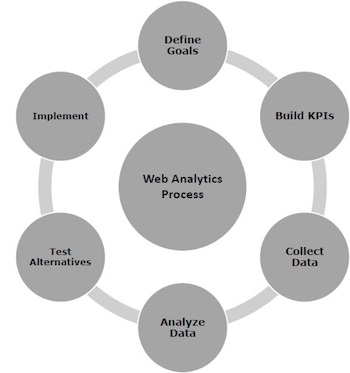 Define
Goals
Build KPIs
Collect
Data
Analyze
Data
Test
Alternatives
Implement
Web Analytics
Process